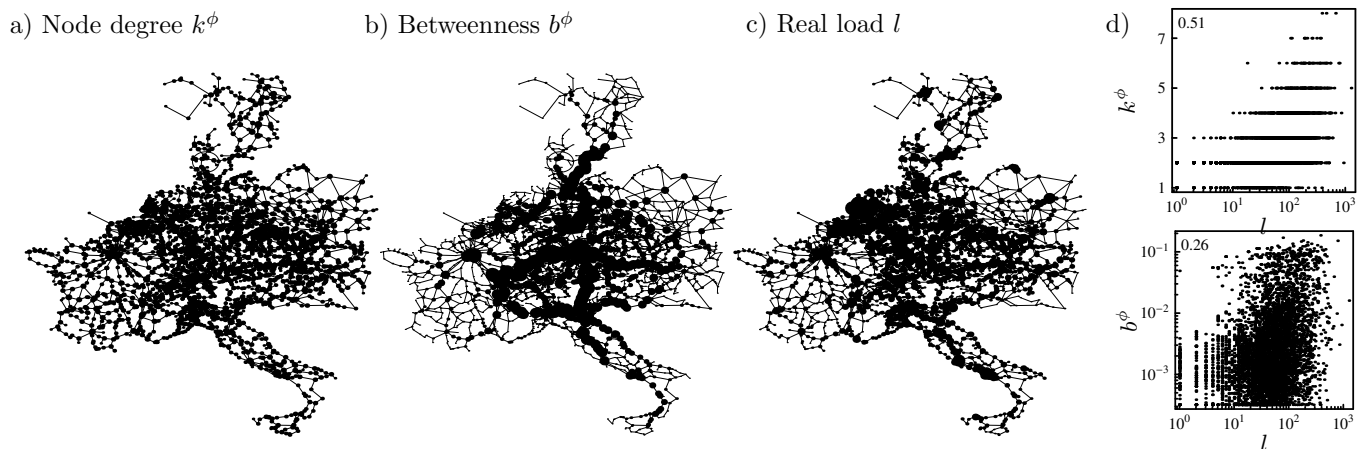 a) Node degree k^ϕ
b) Betweenness b^ϕ
c) Real load l
d)
0.51
k^ϕ
7
5
3
1
10^0 10^1 10^2 10^3
l
0.26
b^ϕ
10^-1
10^-2
10^-3
10^0 10^1 10^2 10^3
l